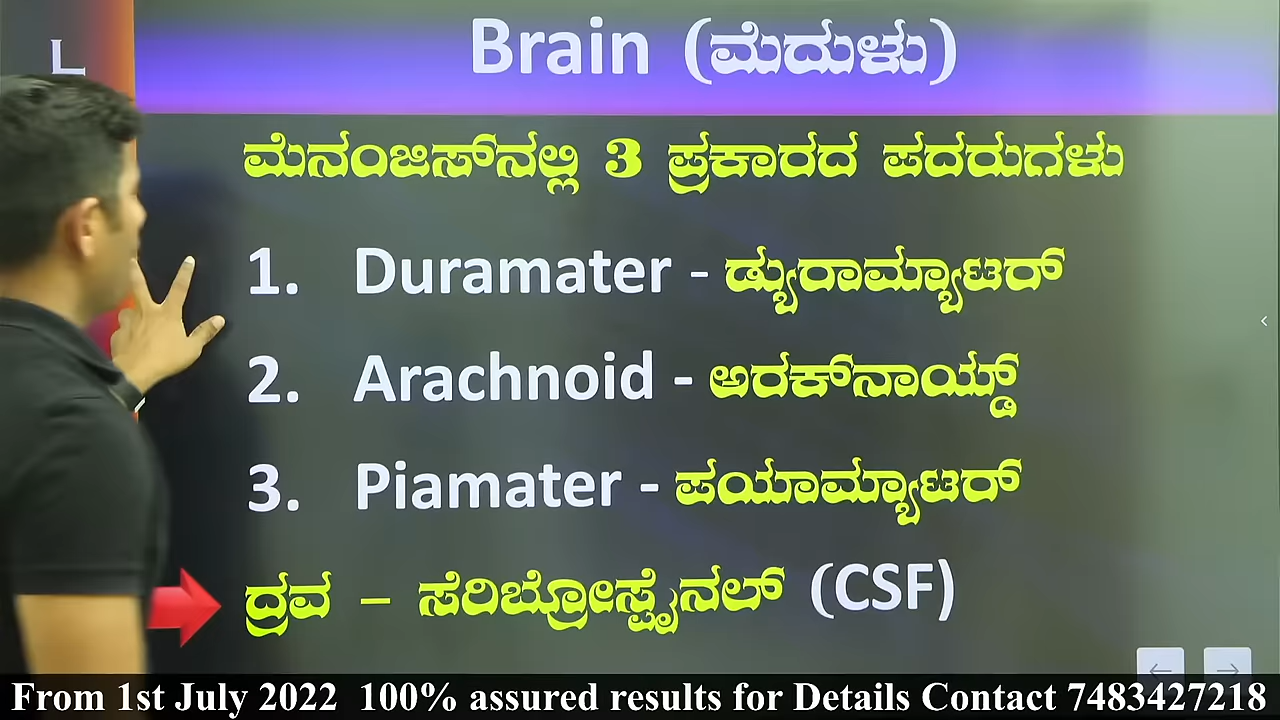 L
Brain (ಮೆದುಳು)
ಮೆನಂಜಿಸ್‌ನಲ್ಲಿ 3 ಪ್ರಕಾರದ ಪದರುಗಳು
1. Duramater - ಡ್ಯುರಾಮ್ಯಾಟರ್
2. Arachnoid - ಅರಕ್‌ನಾಯ್ಡ್
3. Piamater - ಪಯಾಮ್ಯಾಟರ್
ದ್ರವ – ಸೆರಿಬ್ರೋಸ್ಪೈನಲ್ (CSF)
From 1st July 2022 100% assured results for Details Contact 7483427218